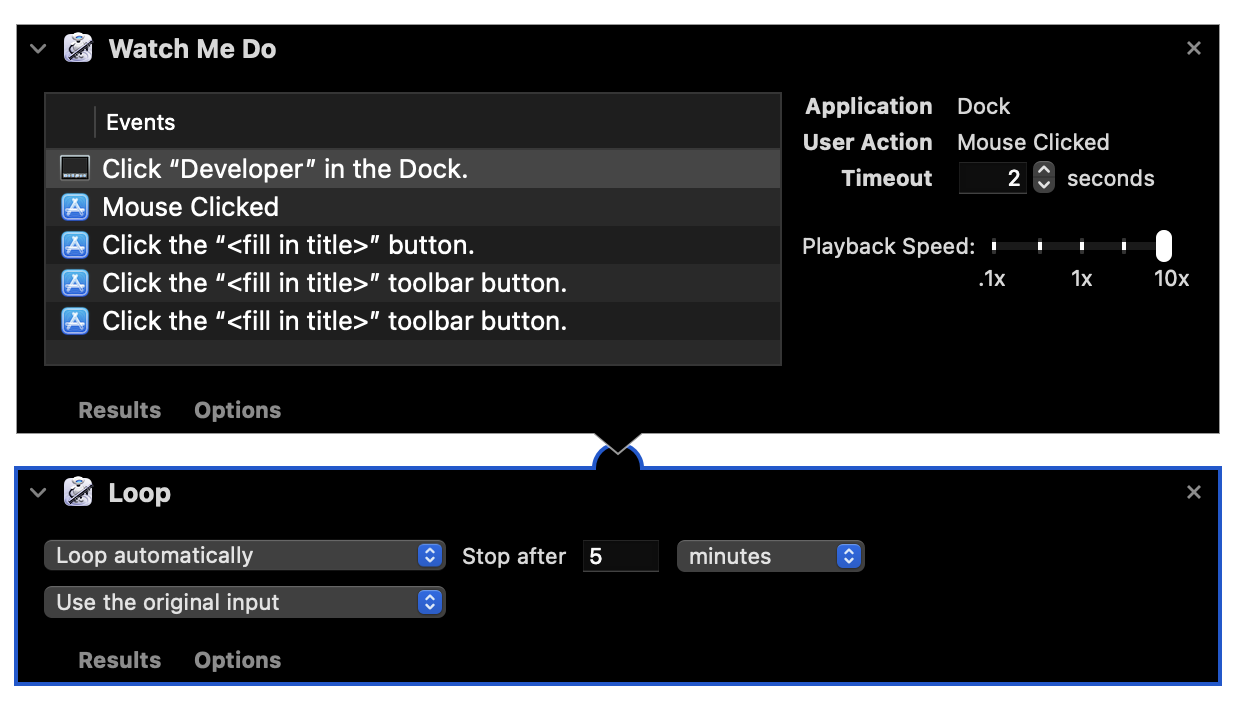 Watch Me Do
Events
Click “Developer” in the Dock.
Mouse Clicked
Click the “<fill in title>” button.
Click the “<fill in title>” toolbar button.
Click the “<fill in title>” toolbar button.
Application Dock
User Action Mouse Clicked
Timeout 2 seconds
Playback Speed:
.1x 1x 10x
Results Options
Loop
Loop automatically Stop after 5 minutes
Use the original input
Results Options